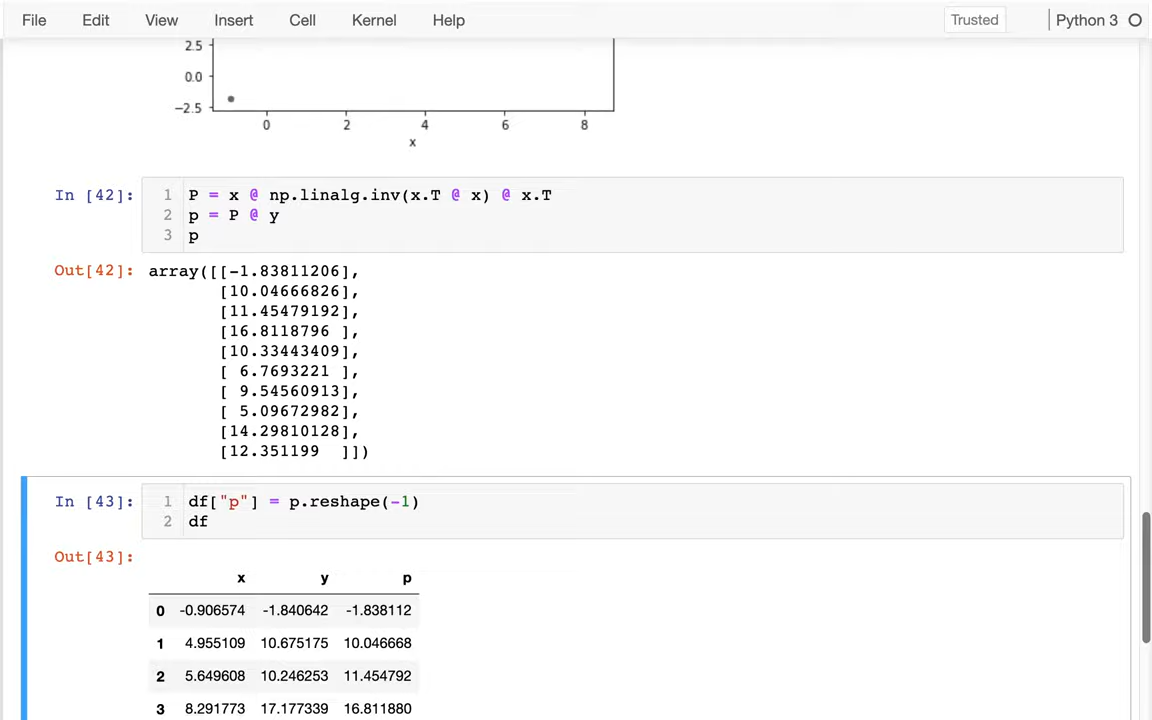 File Edit View Insert Cell Kernel Help Trusted Python 3
2.5
0.0
−2.5
0 2 4 6 8
x
In [42]: 1 P = x @ np.linalg.inv(x.T @ x) @ x.T
2 p = P @ y
3 p
Out[42]: array([[-1.83811206],
[10.04666826],
[11.45479192],
[16.8118796 ],
[10.33443409],
[ 6.7693221 ],
[ 9.54560913],
[ 5.09672982],
[14.29810128],
[12.351199  ]])
In [43]: 1 df["p"] = p.reshape(-1)
2 df
Out[43]:
x y p
0 -0.906574 -1.840642 -1.838112
1 4.955109 10.675175 10.046668
2 5.649608 10.246253 11.454792
3 8.291773 17.177339 16.811880